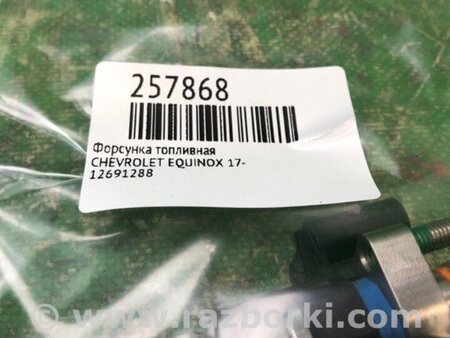 257868
Форсунка топливная
CHEVROLET EQUINOX 17-
12691288
www.razborki.com